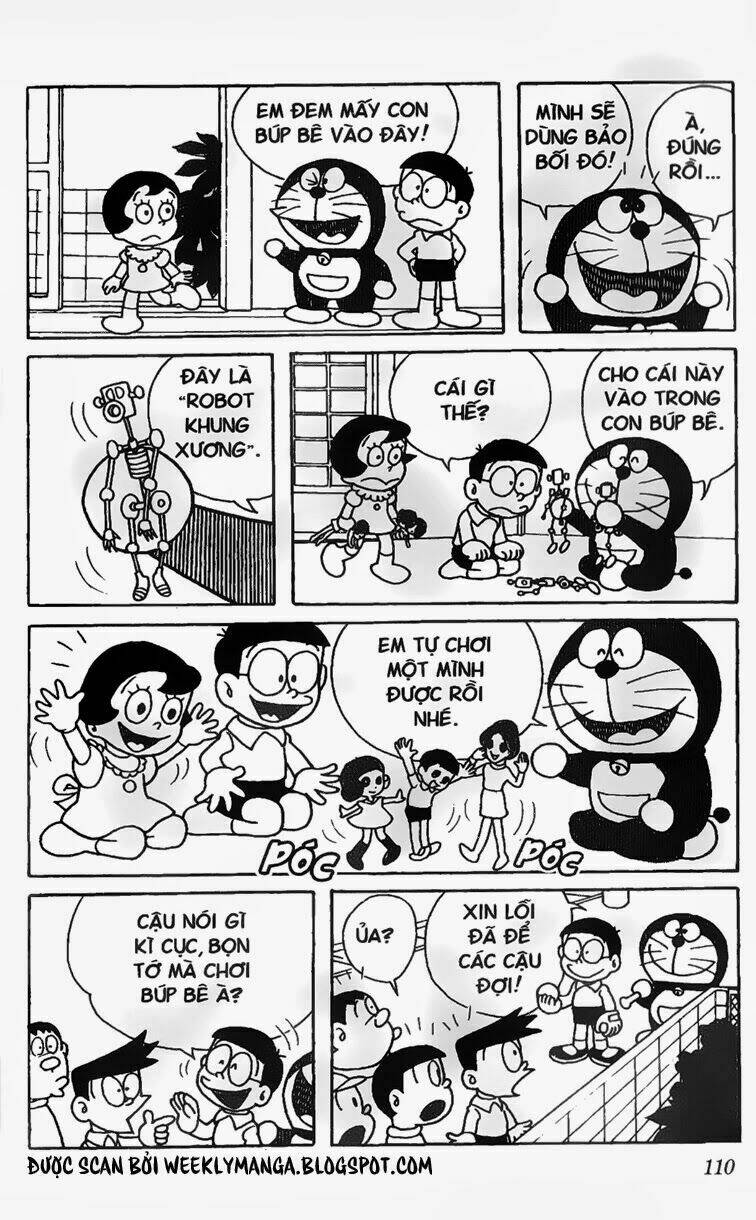 EM ĐEM MẤY CON
BÚP BÊ VÀO ĐÂY!
À,
ĐÚNG
RỒI...
MÌNH SẼ
DÙNG BẢO
BỐI ĐÓ!
ĐÂY LÀ
"ROBOT
KHUNG
XƯƠNG".
CÁI GÌ
THẾ?
CHO CÁI NÀY
VÀO TRONG
CON BÚP BÊ.
EM TỰ CHƠI
MỘT MÌNH
ĐƯỢC RỒI
NHÉ.
PÓC
PÓC
CẬU NÓI GÌ
KÌ CỤC, BỌN
TỚ MÀ CHƠI
BÚP BÊ À?
ỦA?
XIN LỖI
ĐÃ ĐỂ
CÁC CẬU
ĐỢI!
ĐƯỢC SCAN BỞI WEEKLYMANGA.BLOGSPOT.COM
110